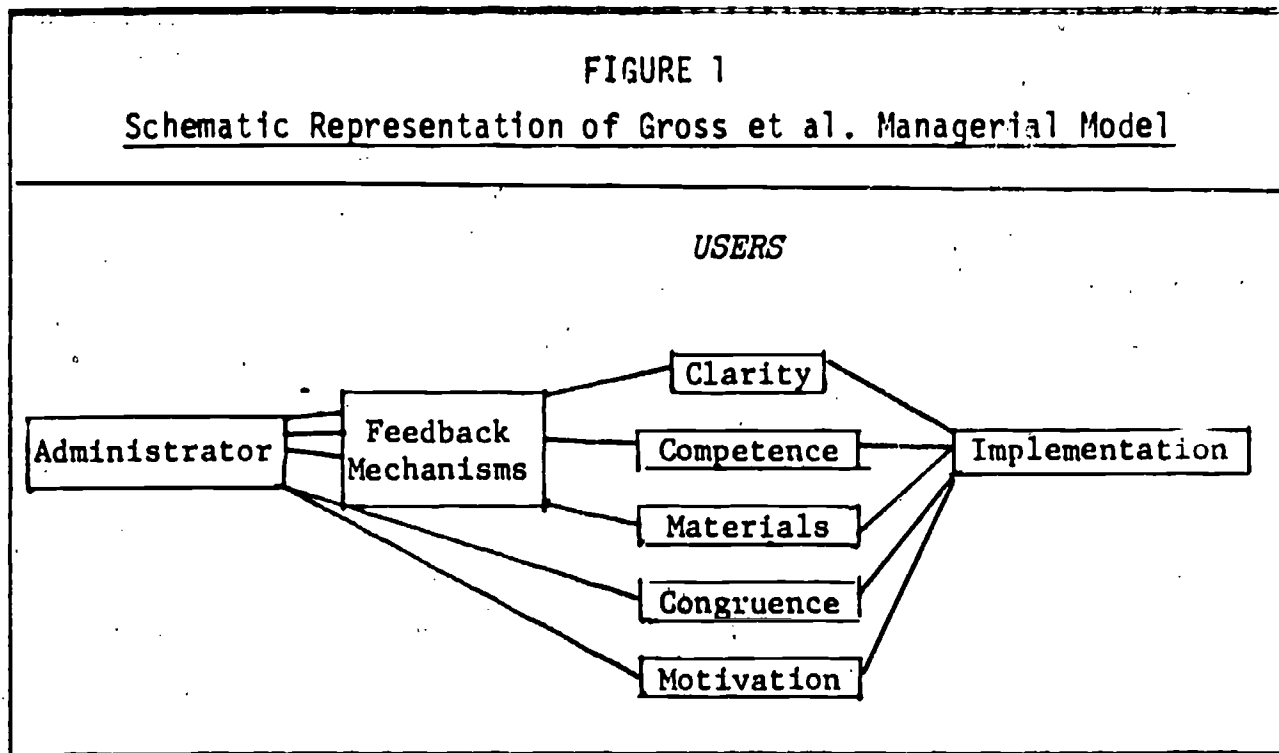 FIGURE 1
Schematic Representation of Gross et al. Managerial Model
USERS
Administrator
Feedback
Mechanisms
Clarity
Competence
Materials
Congruence
Motivation
Implementation